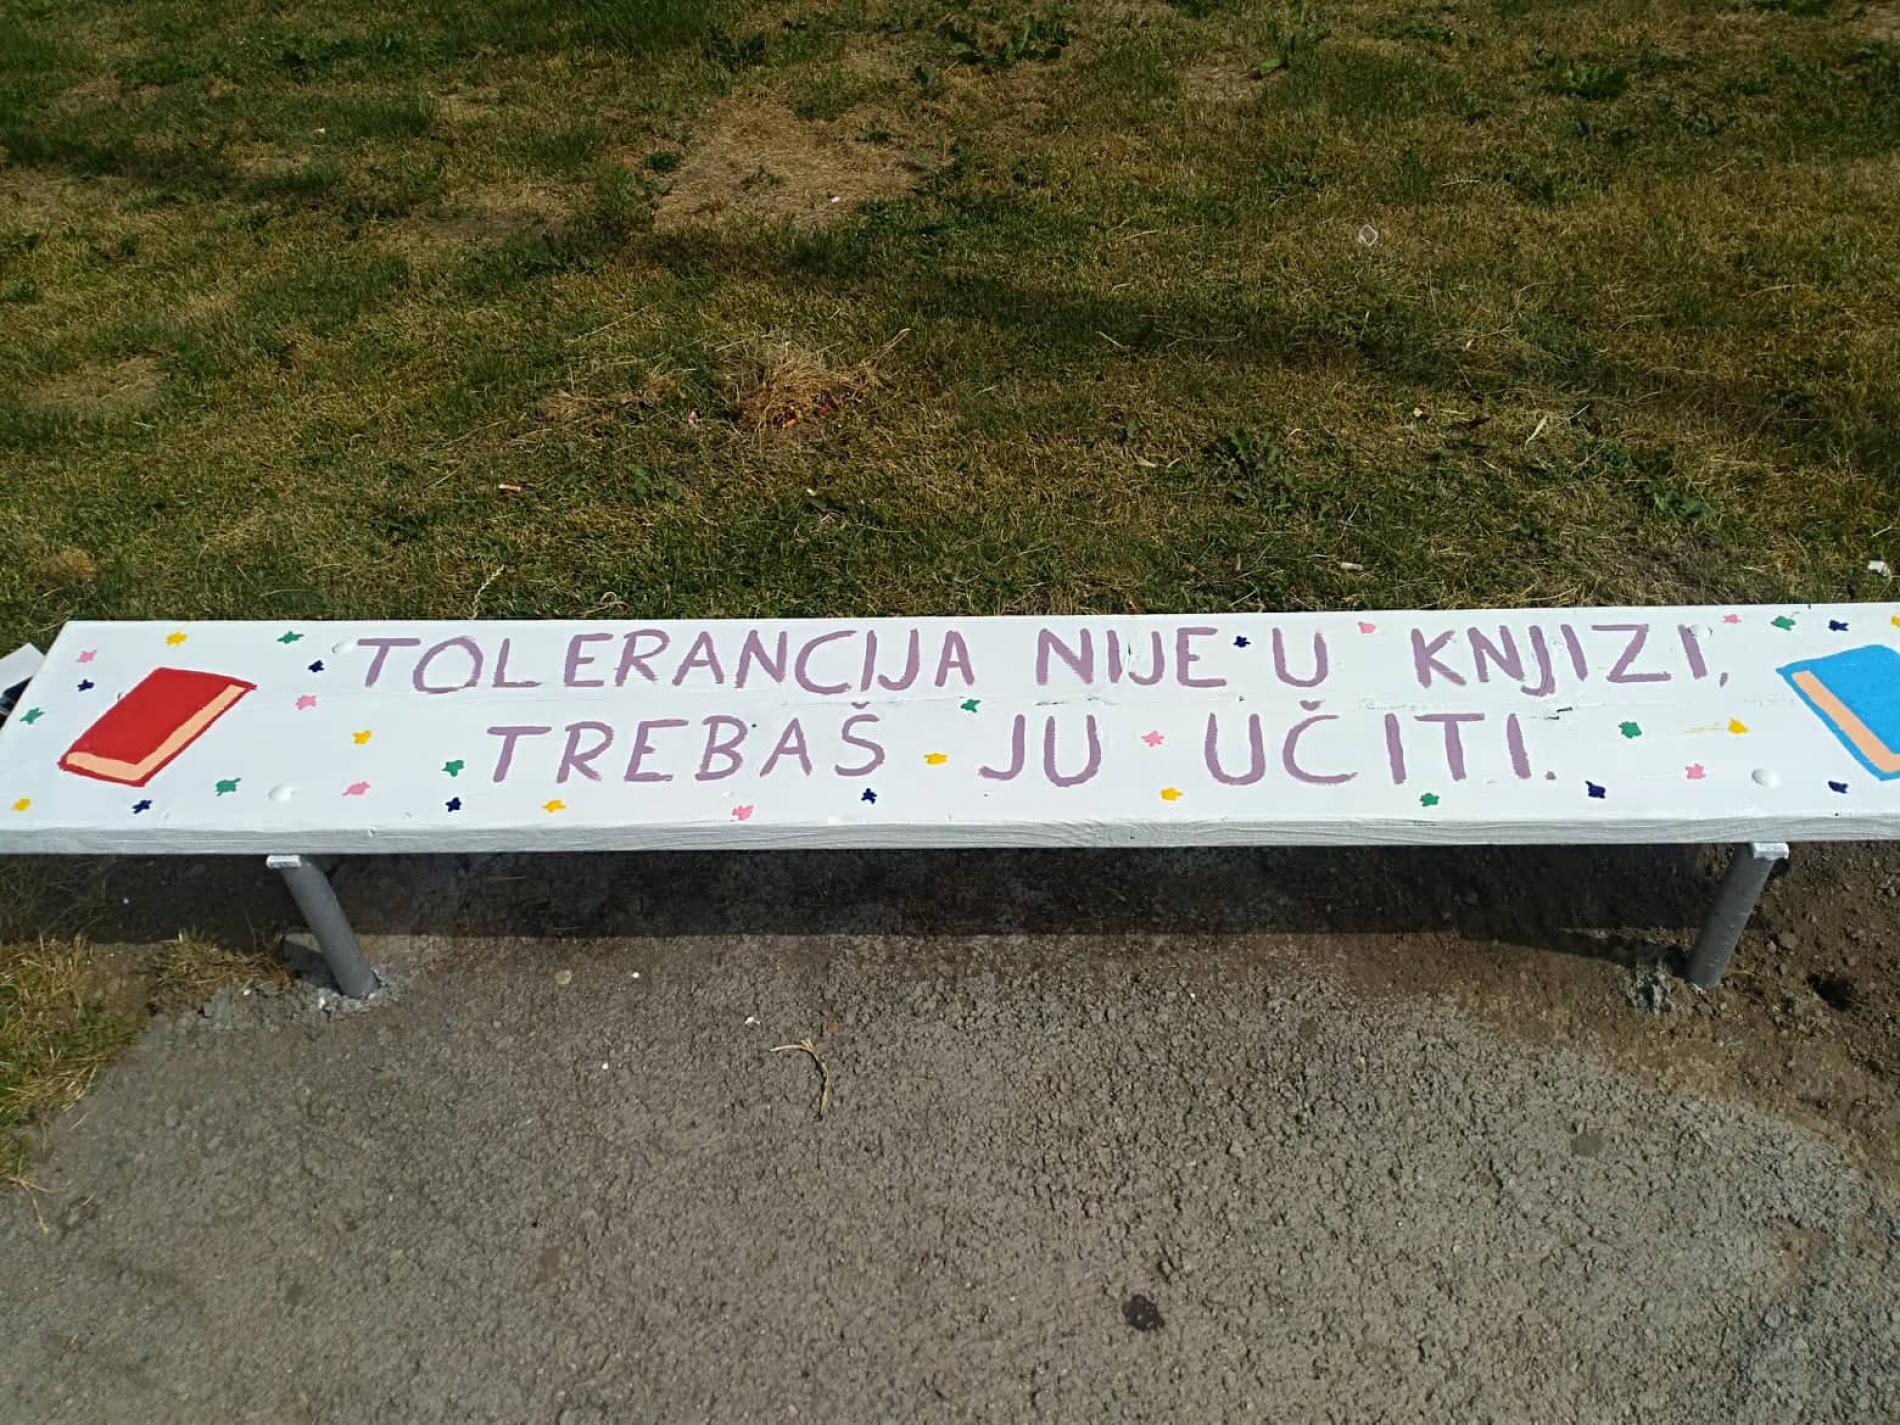 TOLERANCIJA NIJE U KNJIZI,
TREBAŠ JU UČITI.